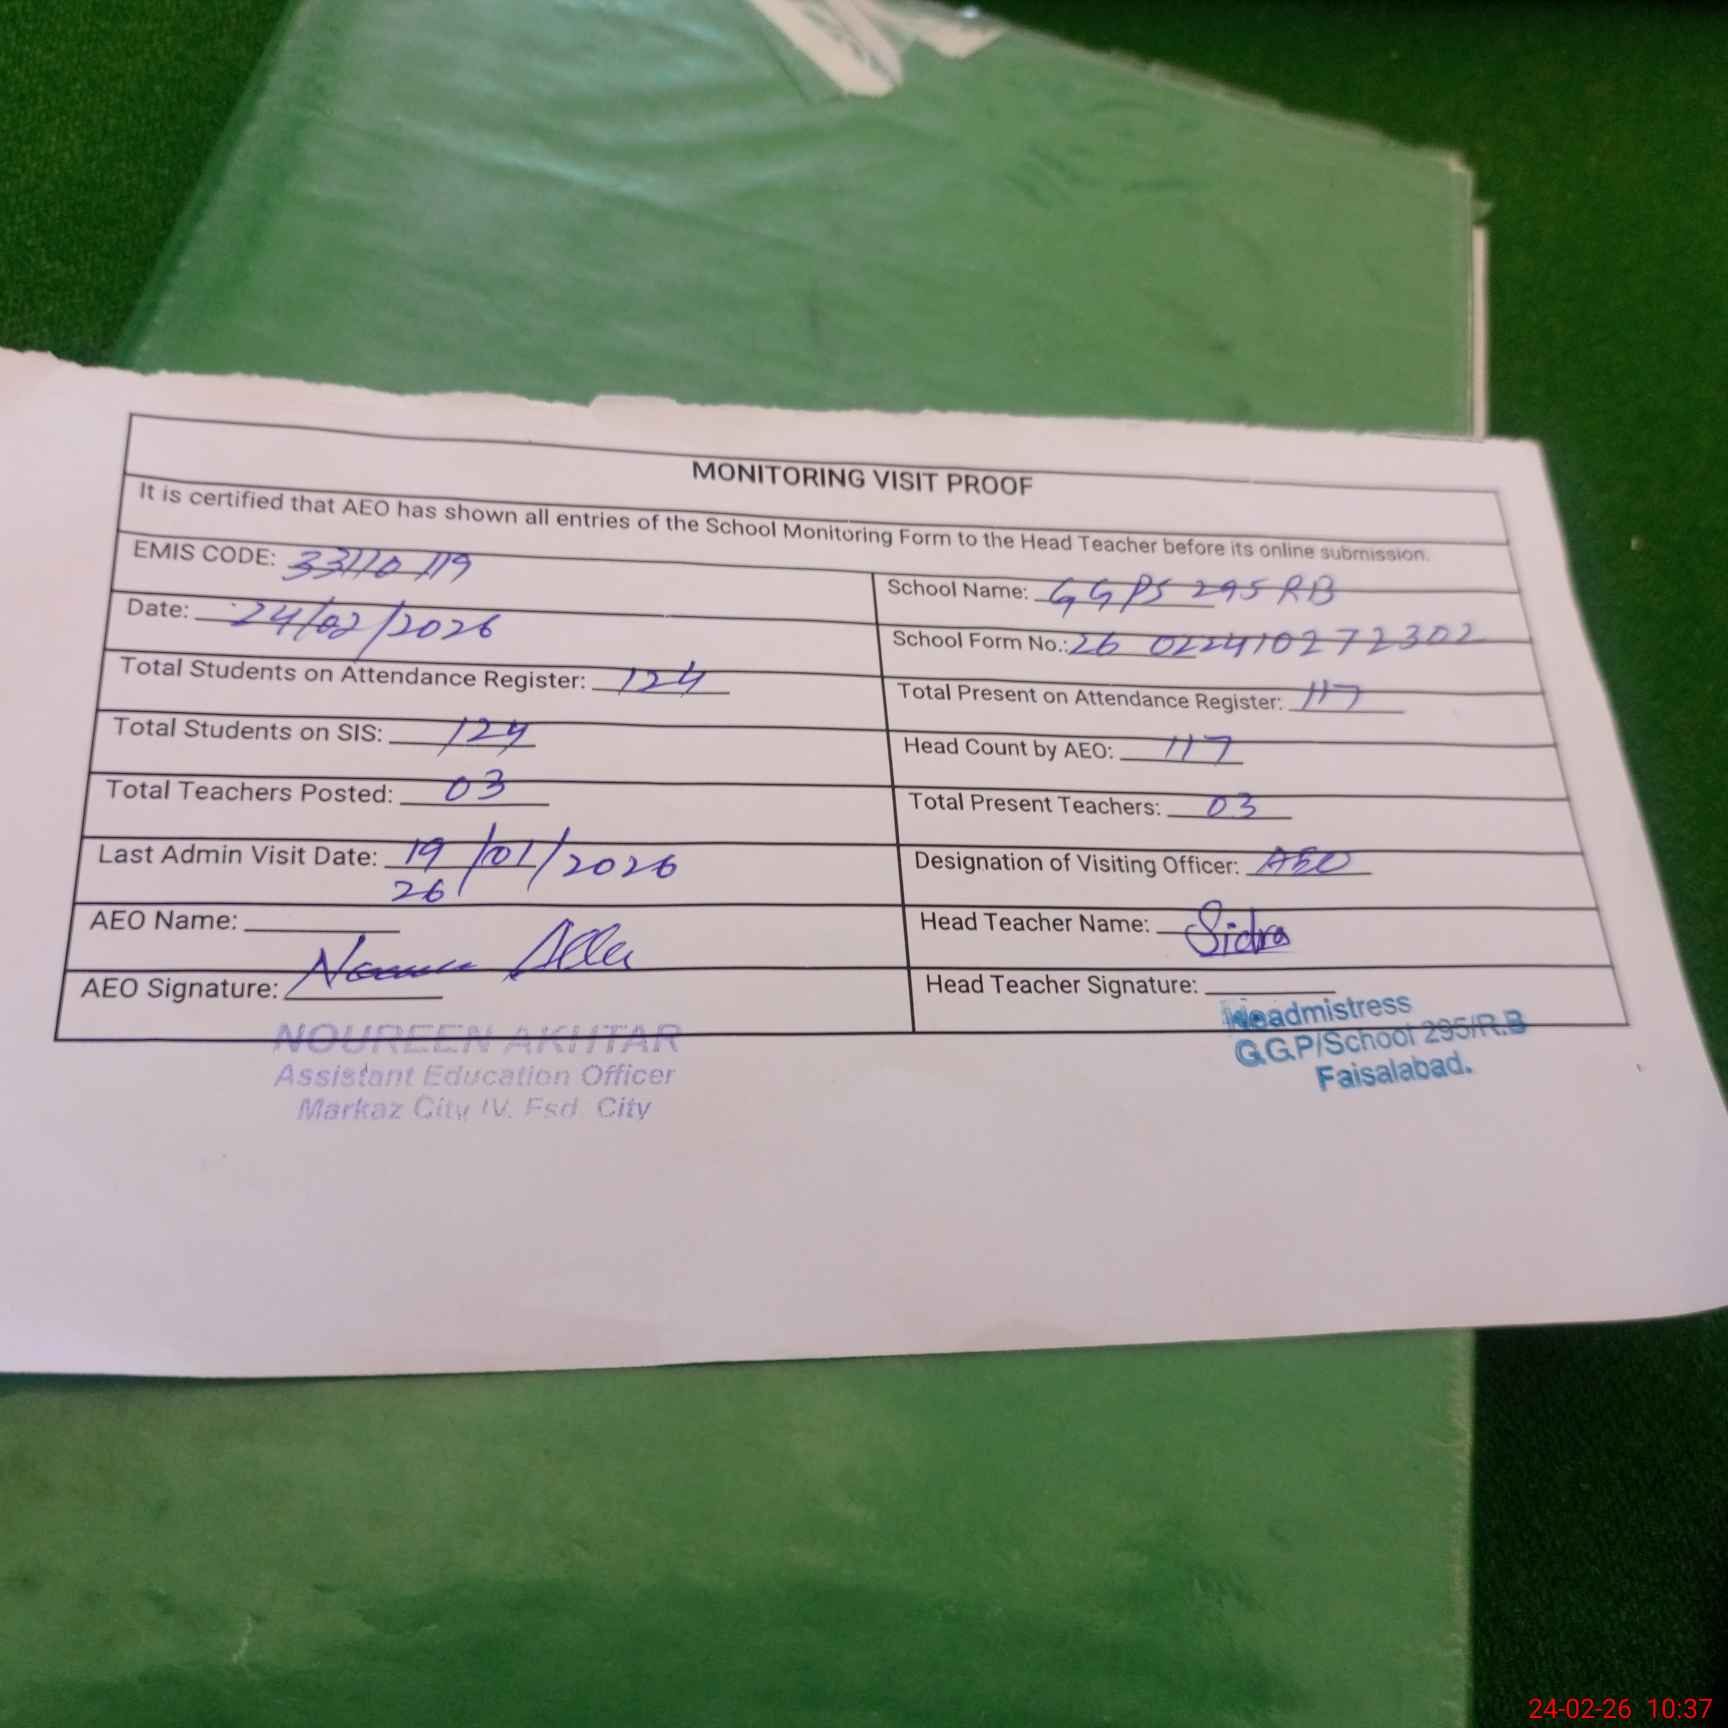 MONITORING VISIT PROOF
It is certified that AEO has shown all entries of the School Monitoring Form to the Head Teacher before its online submission.
EMIS CODE: 33110119
School Name: GGPS 295 RB
Date: 24/02/2026
School Form No.: 26 022410272302
Total Students on Attendance Register: 124
Total Present on Attendance Register: 117
Total Students on SIS: 124
Head Count by AEO: 117
Total Teachers Posted: 03
Total Present Teachers: 03
Last Admin Visit Date: 19/01/2026
26
Designation of Visiting Officer: AEO
AEO Name:
Head Teacher Name: Sidra
AEO Signature:
Head Teacher Signature:
NOUREEN AKHTAR
Assistant Education Officer
Markaz City IV. Fsd City
Headmistress
G.G.P/School 295/R.B
Faisalabad.
24-02-26 10:37